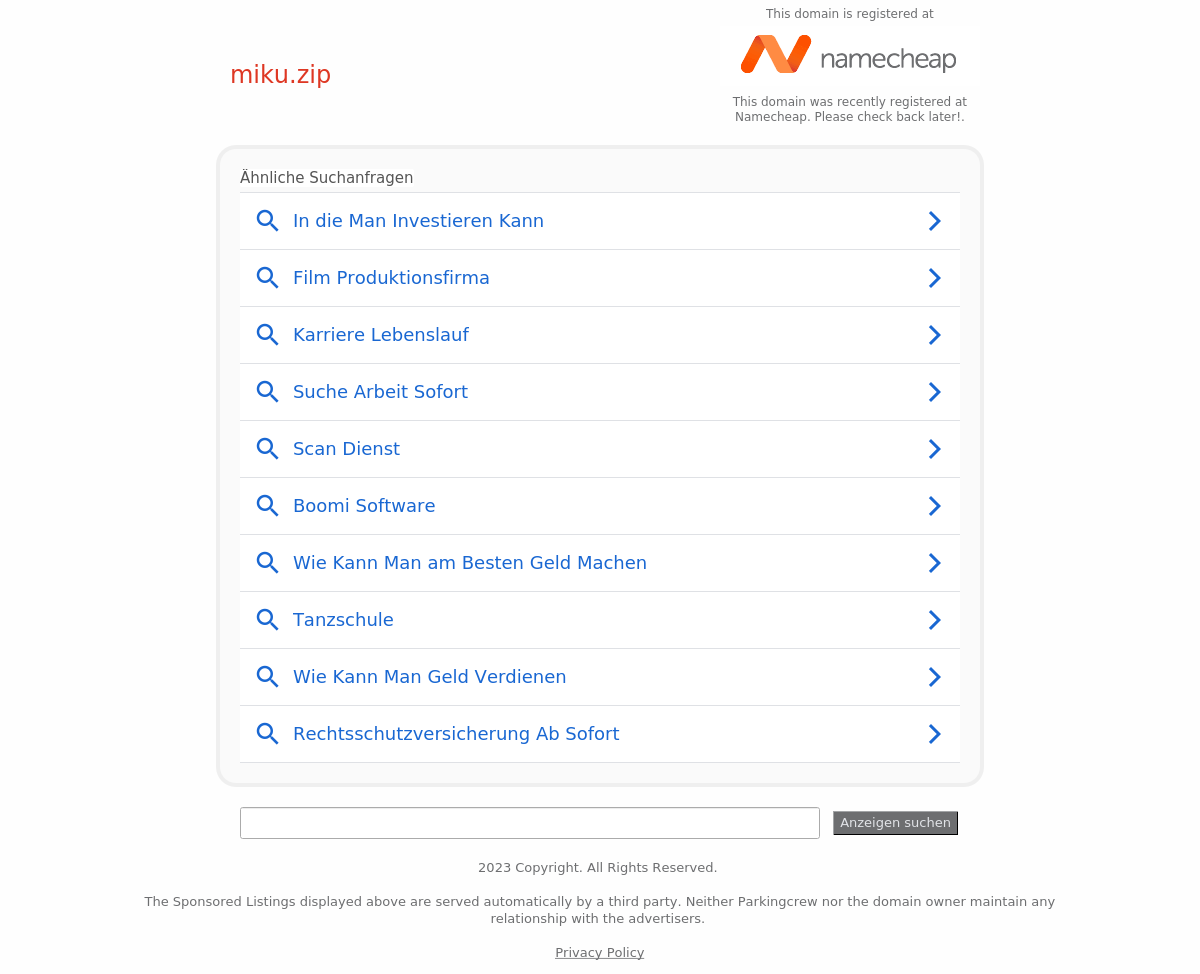 This domain is registered at
namecheap
miku.zip
This domain was recently registered at
Namecheap. Please check back later!.
Ähnliche Suchanfragen
In die Man Investieren Kann
Film Produktionsfirma
Karriere Lebenslauf
Suche Arbeit Sofort
Scan Dienst
Boomi Software
Wie Kann Man am Besten Geld Machen
Tanzschule
Wie Kann Man Geld Verdienen
Rechtsschutzversicherung Ab Sofort
Anzeigen suchen
2023 Copyright. All Rights Reserved.
The Sponsored Listings displayed above are served automatically by a third party. Neither Parkingcrew nor the domain owner maintain any
relationship with the advertisers.
Privacy Policy